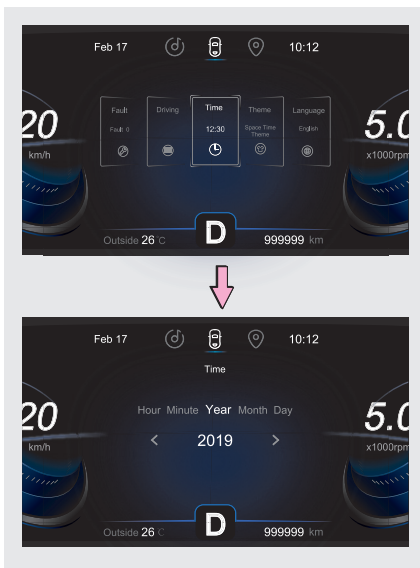 Feb 17 10:12
Fault Driving Time Theme Language
Fault 0 12:30 Space Time Theme English
20 5.0
km/h x1000rpm
D
Outside 26 °C 999999 km
Feb 17 10:12
Time
Hour Minute Year Month Day
< 2019 >
20 5.0
km/h x1000rpm
D
Outside 26 °C 999999 km